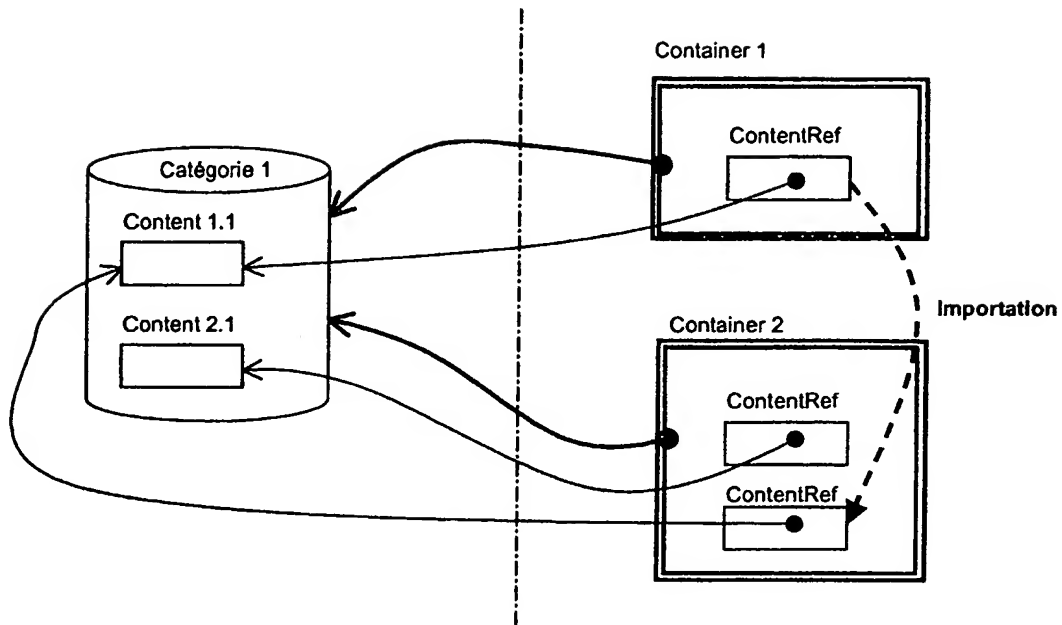 Container 1
ContentRef
Catégorie 1
Content 1.1
Content 2.1
Importation
Container 2
ContentRef
ContentRef